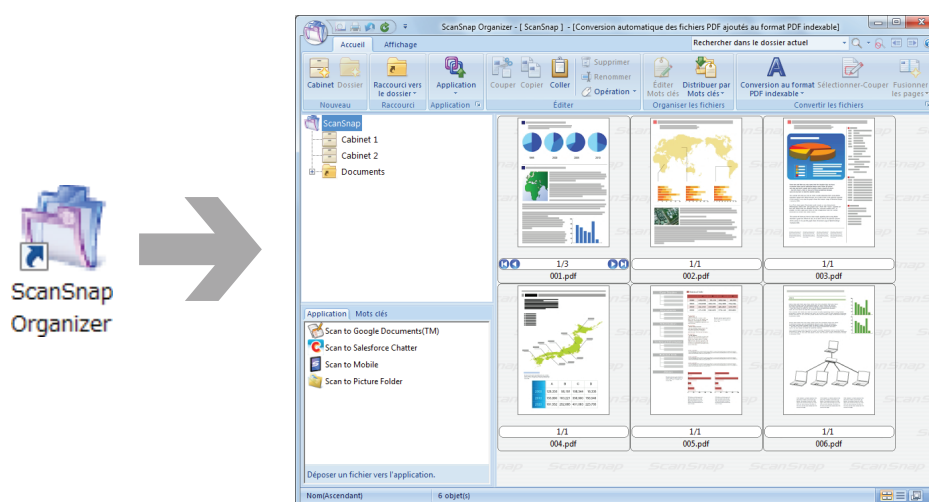 ScanSnap
Organizer
ScanSnap Organizer - [ ScanSnap ] - [Conversion automatique des fichiers PDF ajoutés au format PDF indexable]
Accueil Affichage
Rechercher dans le dossier actuel
Cabinet Dossier
Nouveau
Raccourci vers
le dossier
Raccourci
Application
Application
Couper Copier Coller
Supprimer
Renommer
Opération
Éditer
Éditer
Mots clés
Distribuer par
Mots clés
Organiser les fichiers
Conversion au format
PDF indexable
Sélectionner-Couper
Fusionner
les pages
Convertir les fichiers
ScanSnap
Cabinet 1
Cabinet 2
Documents
1/3
001.pdf
1/1
002.pdf
1/1
003.pdf
1/1
004.pdf
1/1
005.pdf
1/1
006.pdf
Application Mots clés
Scan to Google Documents(TM)
Scan to Salesforce Chatter
Scan to Mobile
Scan to Picture Folder
Déposer un fichier vers l'application.
Nom(Ascendant) 6 objet(s)